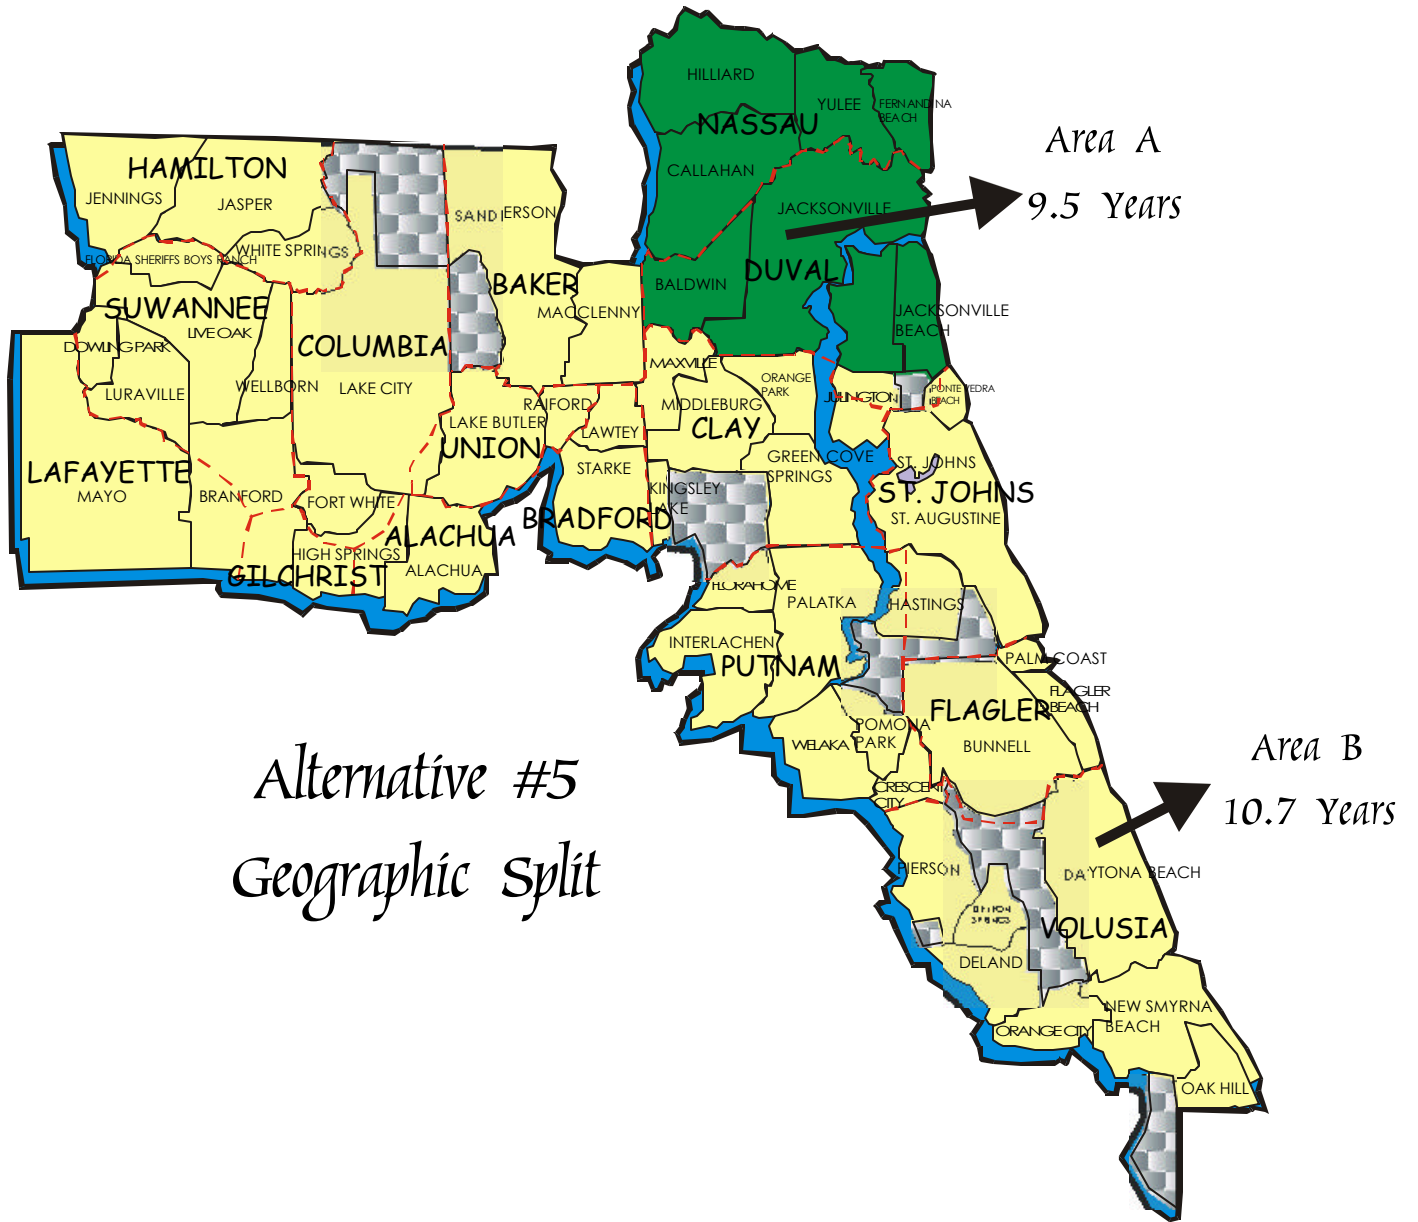 HILLIARD
YULEE
FERNANDINA
BEACH
NASSAU
CALLAHAN
Area A
9.5 Years
JACKSONVILLE
DUVAL
BALDWIN
JACKSONVILLE
BEACH
HAMILTON
JENNINGS
JASPER
WHITE SPRINGS
FLORIDA SHERIFFS BOYS RANCH
SANDERSON
BAKER
MACCLENNY
SUWANNEE
LIVE OAK
DOWLING PARK
LURAVILLE
WELLBORN
COLUMBIA
LAKE CITY
LAKE BUTLER
UNION
RAIFORD
LAWTEY
STARKE
BRADFORD
MAXVILLE
MIDDLEBURG
CLAY
ORANGE
PARK
JULINGTON
PONTE VEDRA
BEACH
GREEN COVE
SPRINGS
KINGSLEY
LAKE
ST. JOHNS
ST. JOHNS
ST. AUGUSTINE
LAFAYETTE
MAYO
BRANFORD
FORT WHITE
HIGH SPRINGS
GILCHRIST
ALACHUA
ALACHUA
FLORAHOME
PALATKA
HASTINGS
INTERLACHEN
PUTNAM
PALM COAST
FLAGLER
BEACH
FLAGLER
BUNNELL
WELAKA
POMONA
PARK
CRESCENT
CITY
Alternative #5
Geographic Split
Area B
10.7 Years
PIERSON
DAYTONA BEACH
VOLUSIA
DELAND
NEW SMYRNA
BEACH
ORANGE CITY
OAK HILL